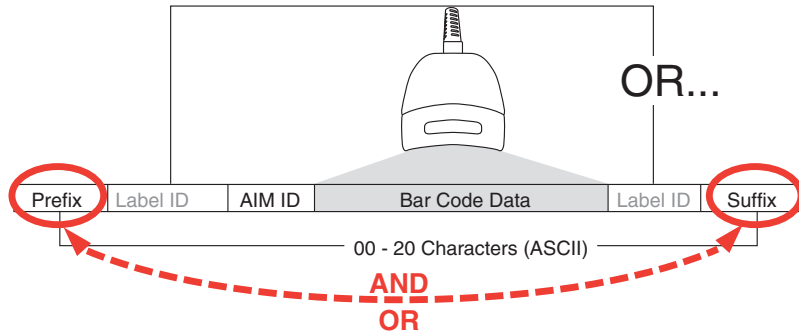 OR...
Prefix Label ID AIM ID Bar Code Data Label ID Suffix
00 - 20 Characters (ASCII)
AND
OR